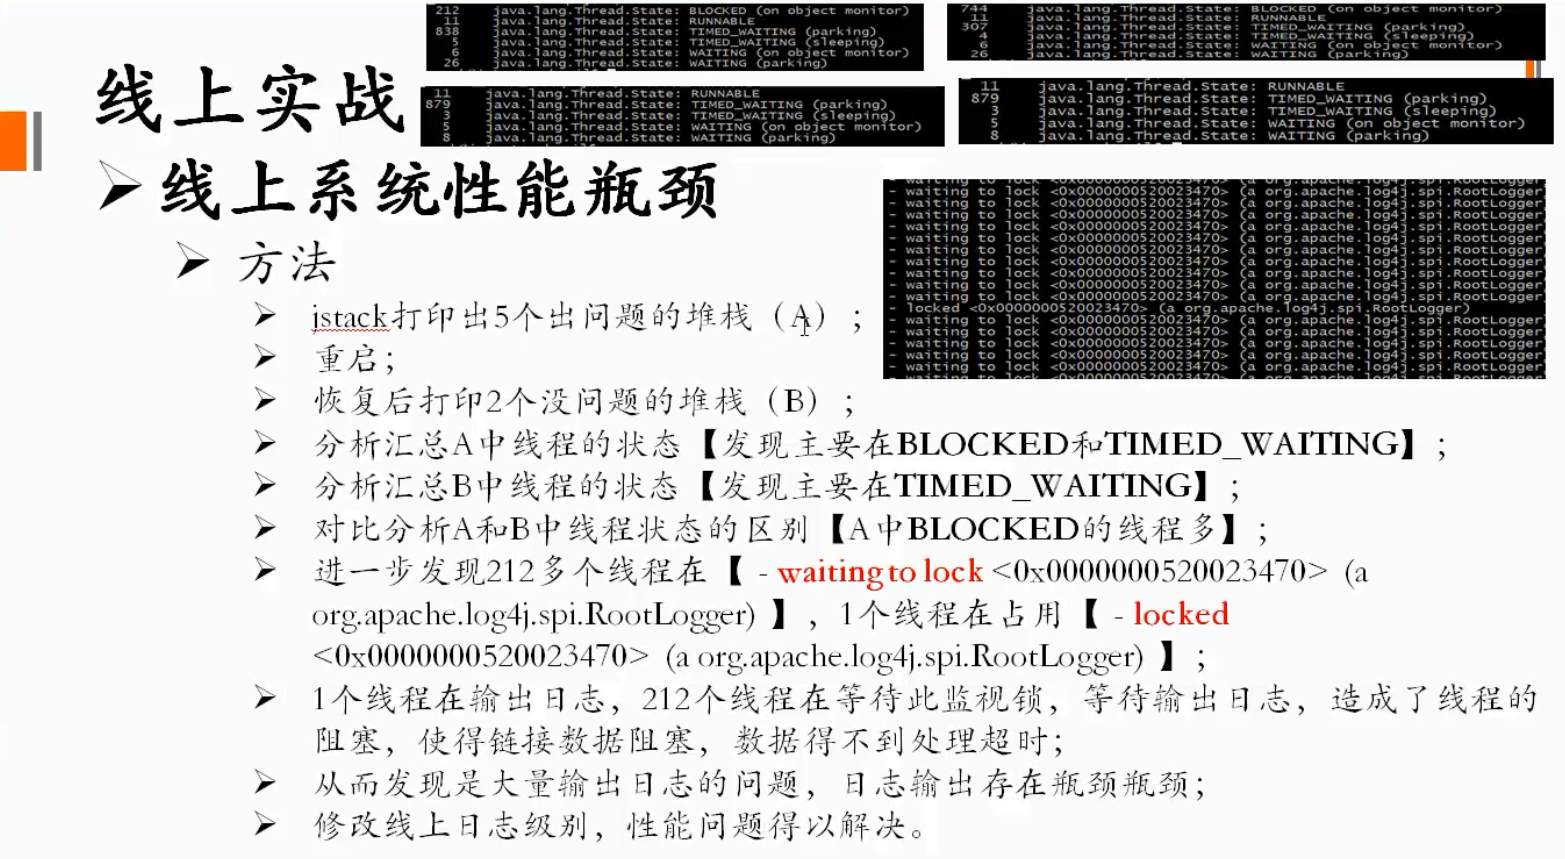 212 java.lang.Thread.State: BLOCKED (on object monitor)
11 java.lang.Thread.State: RUNNABLE
838 java.lang.Thread.State: TIMED_WAITING (parking)
5 java.lang.Thread.State: TIMED_WAITING (sleeping)
6 java.lang.Thread.State: WAITING (on object monitor)
26 java.lang.Thread.State: WAITING (parking)
744 java.lang.Thread.State: BLOCKED (on object monitor)
11 java.lang.Thread.State: RUNNABLE
307 java.lang.Thread.State: TIMED_WAITING (parking)
4 java.lang.Thread.State: TIMED_WAITING (sleeping)
6 java.lang.Thread.State: WAITING (on object monitor)
26 java.lang.Thread.State: WAITING (parking)
11 java.lang.Thread.State: RUNNABLE
879 java.lang.Thread.State: TIMED_WAITING (parking)
3 java.lang.Thread.State: TIMED_WAITING (sleeping)
5 java.lang.Thread.State: WAITING (on object monitor)
8 java.lang.Thread.State: WAITING (parking)
11 java.lang.Thread.State: RUNNABLE
879 java.lang.Thread.State: TIMED_WAITING (parking)
3 java.lang.Thread.State: TIMED_WAITING (sleeping)
5 java.lang.Thread.State: WAITING (on object monitor)
8 java.lang.Thread.State: WAITING (parking)
线上实战
线上系统性能瓶颈
- waiting to lock <0x0000000520023470> (a org.apache.log4j.spi.RootLogger
- waiting to lock <0x0000000520023470> (a org.apache.log4j.spi.RootLogger
- waiting to lock <0x0000000520023470> (a org.apache.log4j.spi.RootLogger
- waiting to lock <0x0000000520023470> (a org.apache.log4j.spi.RootLogger
- waiting to lock <0x0000000520023470> (a org.apache.log4j.spi.RootLogger
- waiting to lock <0x0000000520023470> (a org.apache.log4j.spi.RootLogger
- waiting to lock <0x0000000520023470> (a org.apache.log4j.spi.RootLogger
- waiting to lock <0x0000000520023470> (a org.apache.log4j.spi.RootLogger
- waiting to lock <0x0000000520023470> (a org.apache.log4j.spi.RootLogger
- waiting to lock <0x0000000520023470> (a org.apache.log4j.spi.RootLogger
- waiting to lock <0x0000000520023470> (a org.apache.log4j.spi.RootLogger
- locked <0x0000000520023470> (a org.apache.log4j.spi.RootLogger)
- waiting to lock <0x0000000520023470> (a org.apache.log4j.spi.RootLogger
- waiting to lock <0x0000000520023470> (a org.apache.log4j.spi.RootLogger
- waiting to lock <0x0000000520023470> (a org.apache.log4j.spi.RootLogger
- waiting to lock <0x0000000520023470> (a org.apache.log4j.spi.RootLogger
- waiting to lock <0x0000000520023470> (a org.apache.log4j.spi.RootLogger
方法
jstack打印出5个出问题的堆栈（A）；
重启；
恢复后打印2个没问题的堆栈（B）；
分析汇总A中线程的状态【发现主要在BLOCKED和TIMED_WAITING】；
分析汇总B中线程的状态【发现主要在TIMED_WAITING】；
对比分析A和B中线程状态的区别【A中BLOCKED的线程多】；
进一步发现212多个线程在【 - waiting to lock <0x0000000520023470> (a
org.apache.log4j.spi.RootLogger) 】，1个线程在占用【 - locked
<0x0000000520023470> (a org.apache.log4j.spi.RootLogger) 】；
1个线程在输出日志，212个线程在等待此监视锁，等待输出日志，造成了线程的
阻塞，使得链接数据阻塞，数据得不到处理超时；
从而发现是大量输出日志的问题，日志输出存在瓶颈瓶颈；
修改线上日志级别，性能问题得以解决。